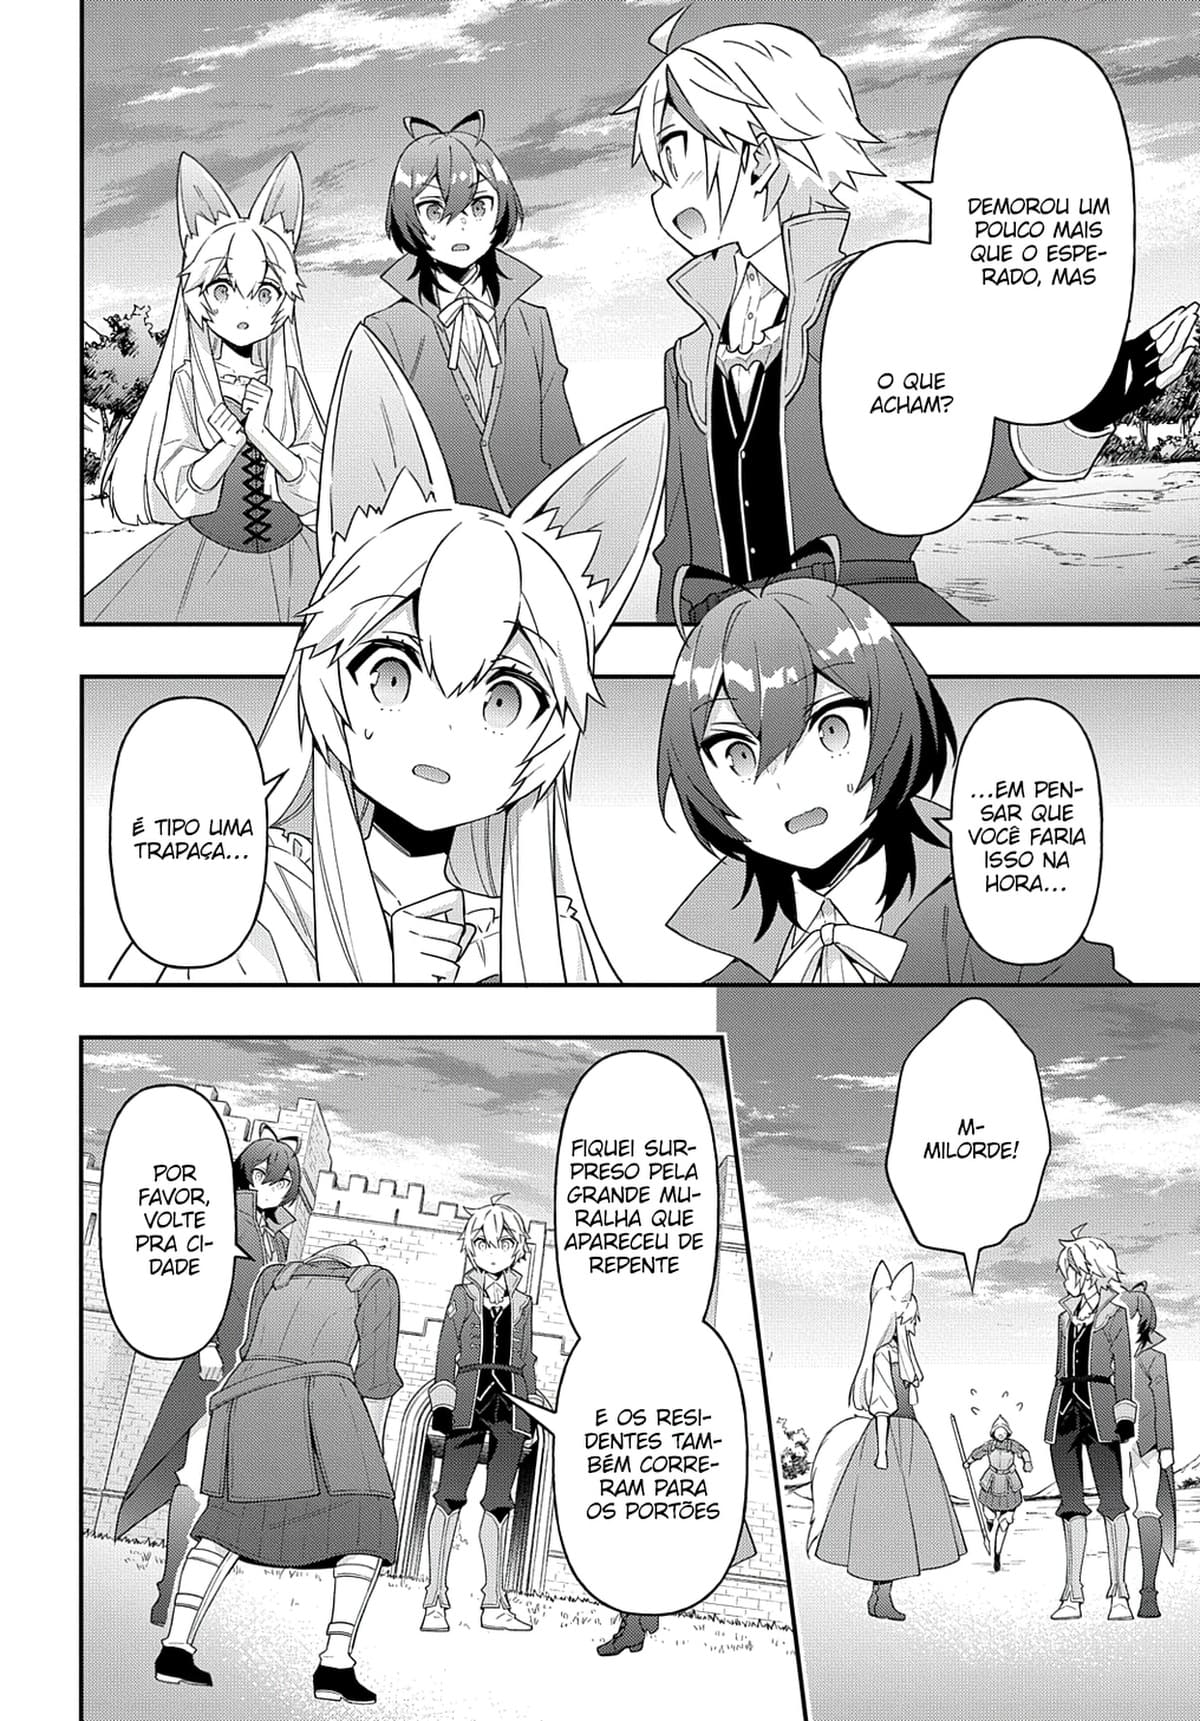 DEMOROU UM
POUCO MAIS
QUE O ESPE-
RADO, MAS
O QUE
ACHAM?
...EM PEN-
SAR QUE
VOCÊ FARIA
ISSO NA
HORA...
É TIPO UMA
TRAPAÇA...
M-
MILORDE!
FIQUEI SUR-
PRESO PELA
GRANDE MU-
RALHA QUE
APARECEU DE
REPENTE
E OS RESI-
DENTES TAM-
BÉM CORRE-
RAM PARA
OS PORTÕES
POR
FAVOR,
VOLTE
PRA CI-
DADE